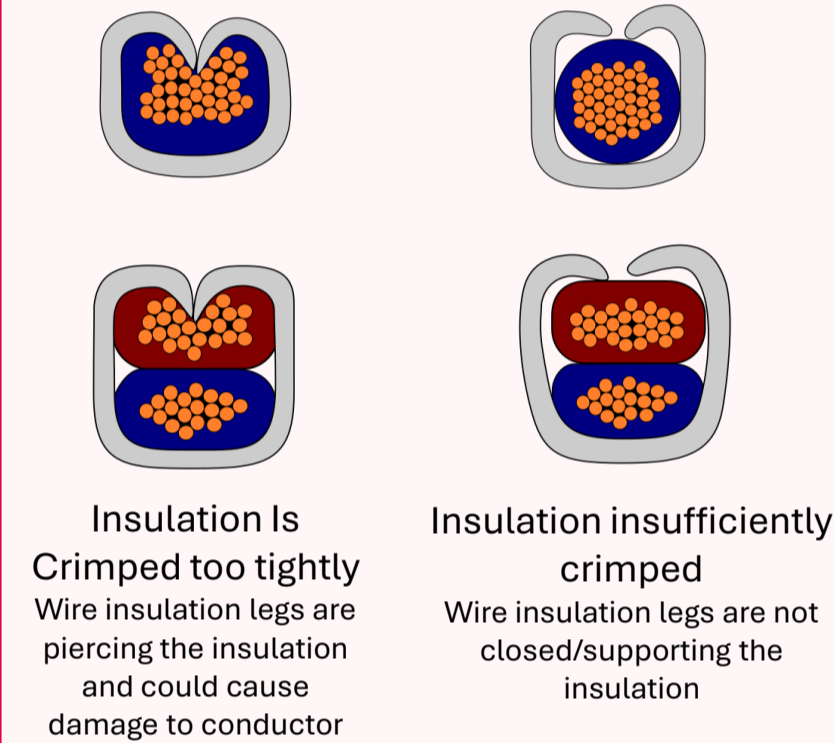 Insulation Is
Crimped too tightly
Wire insulation legs are
piercing the insulation
and could cause
damage to conductor
Insulation insufficiently
crimped
Wire insulation legs are not
closed/supporting the
insulation